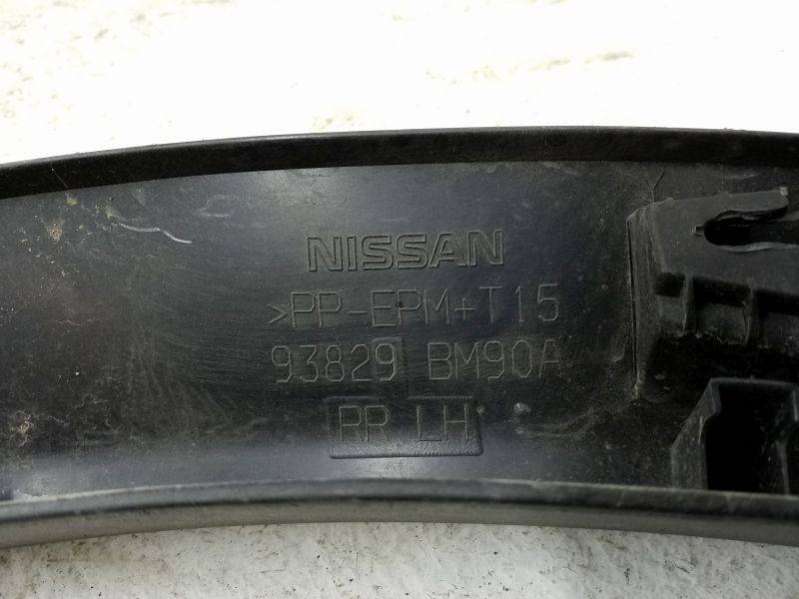 NISSAN
>PP-EPM+T15
93829 BM90A
RR LH